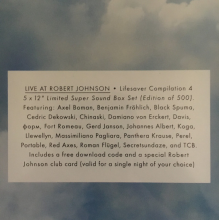 LIVE AT ROBERT JOHNSON • Lifesaver Compilation 4
5 x 12" Limited Super Sound Box Set (Edition of 500).
Featuring: Axel Boman, Benjamin Fröhlich, Black Spuma,
Cedric Dekowski, Chinaski, Damiano von Erckert, Davis,
форм, Fort Romeau, Gerd Janson, Johannes Albert, Kaga,
Llewellyn, Massimiliano Pagliara, Panthera Krause, Perel,
Portable, Red Axes, Roman Flügel, Secretsundaze, and TCB.
Includes a free download code and a special Robert
Johnson club card (valid for a single night of your choice)